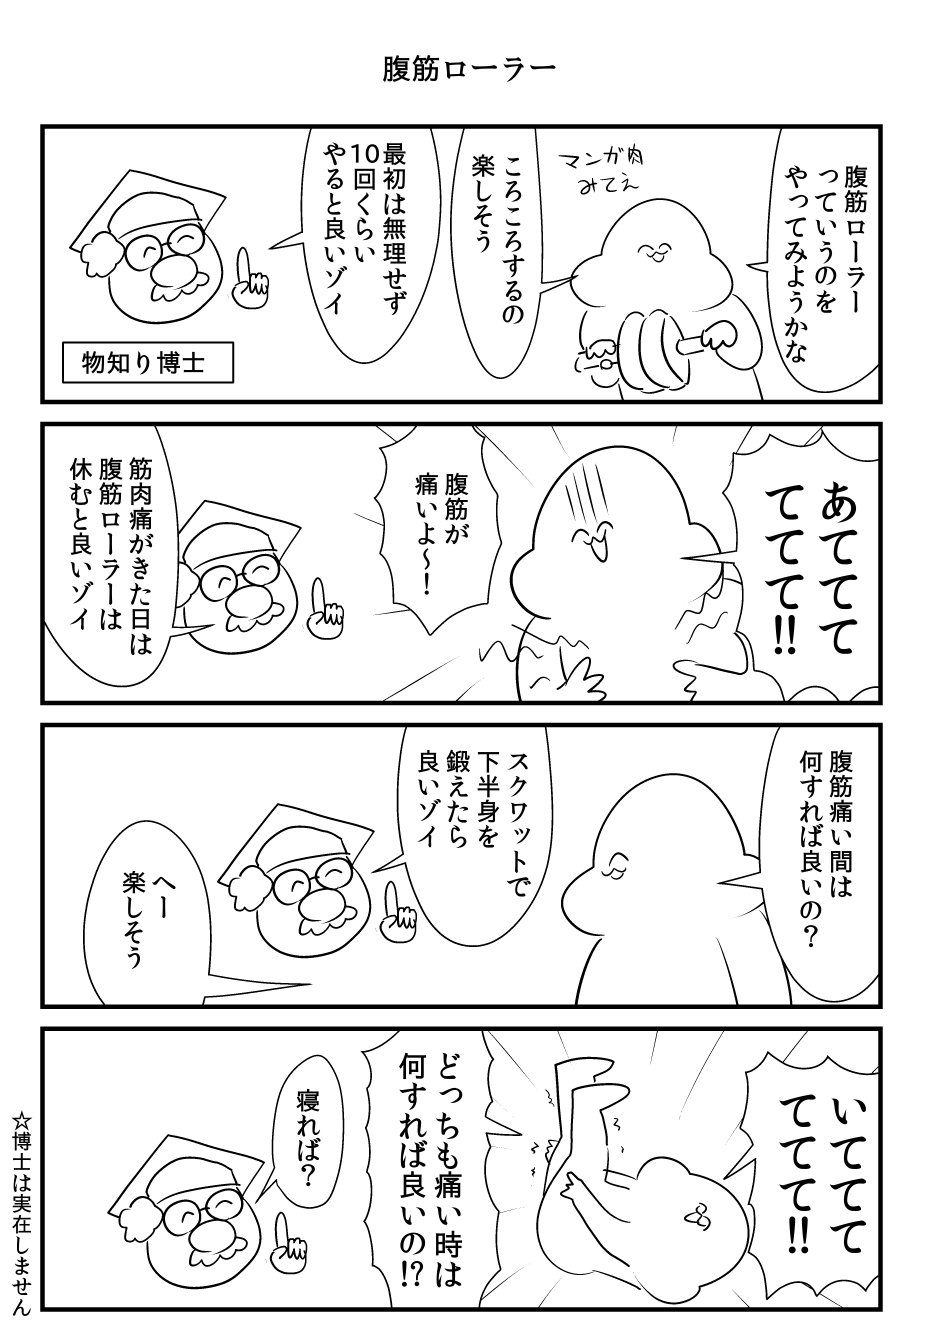 腹筋ローラー
腹筋ローラー
っていうのを
やってみようかな
マンガ肉
みてぇ
ころころするの
楽しそう
最初は無理せず
10回くらい
やると良いゾイ
物知り博士
あてててて
てててて!!
腹筋が
痛いよ～!
筋肉痛がきた日は
腹筋ローラーは
休むと良いゾイ
腹筋痛い間は
何すれば良いの?
スクワットで
下半身を
鍛えたら
良いゾイ
へー
楽しそう
いてててて
てててて!!
どっちも痛い時は
何すれば良いの!?
寝れば?
☆博士は実在しません